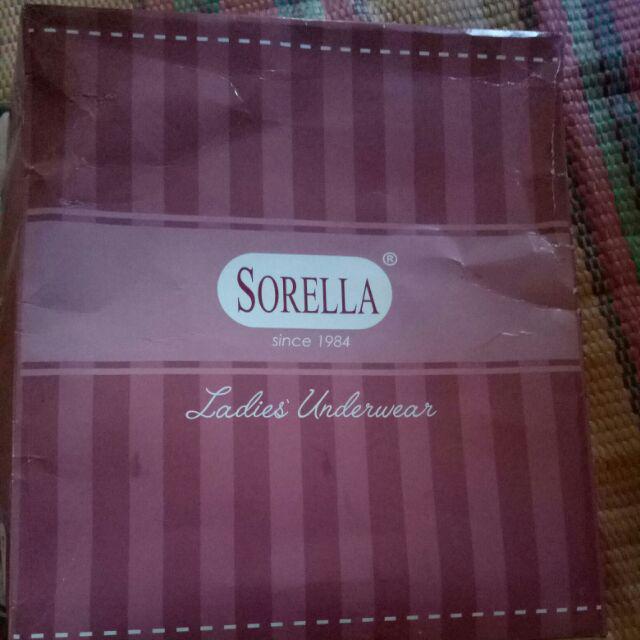 SORELLA®
since 1984
Ladies' Underwear